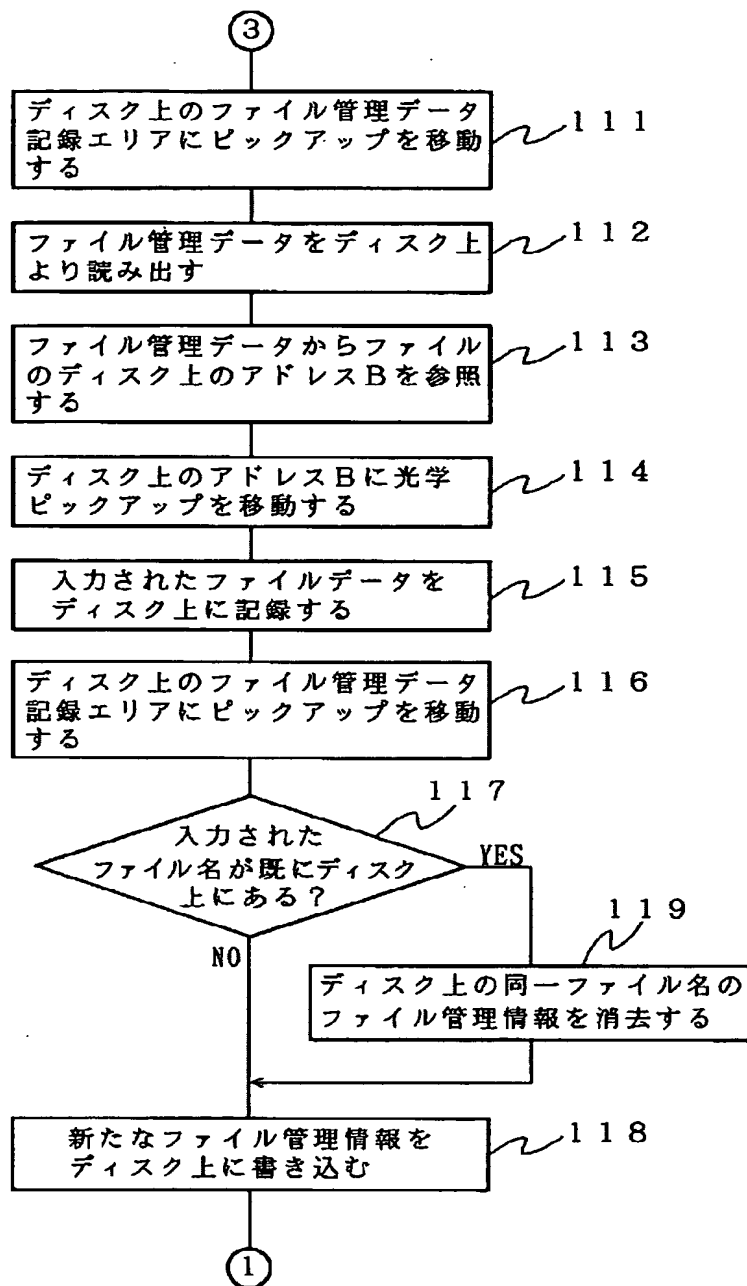 ③
ディスク上のファイル管理データ
記録エリアにピックアップを移動
する
111
ファイル管理データをディスク上
より読み出す
112
ファイル管理データからファイル
のディスク上のアドレスBを参照
する
113
ディスク上のアドレスBに光学
ピックアップを移動する
114
入力されたファイルデータを
ディスク上に記録する
115
ディスク上のファイル管理データ
記録エリアにピックアップを移動
する
116
117
入力された
ファイル名が既にディスク
上にある?
YES
NO
119
ディスク上の同一ファイル名の
ファイル管理情報を消去する
新たなファイル管理情報を
ディスク上に書き込む
118
①